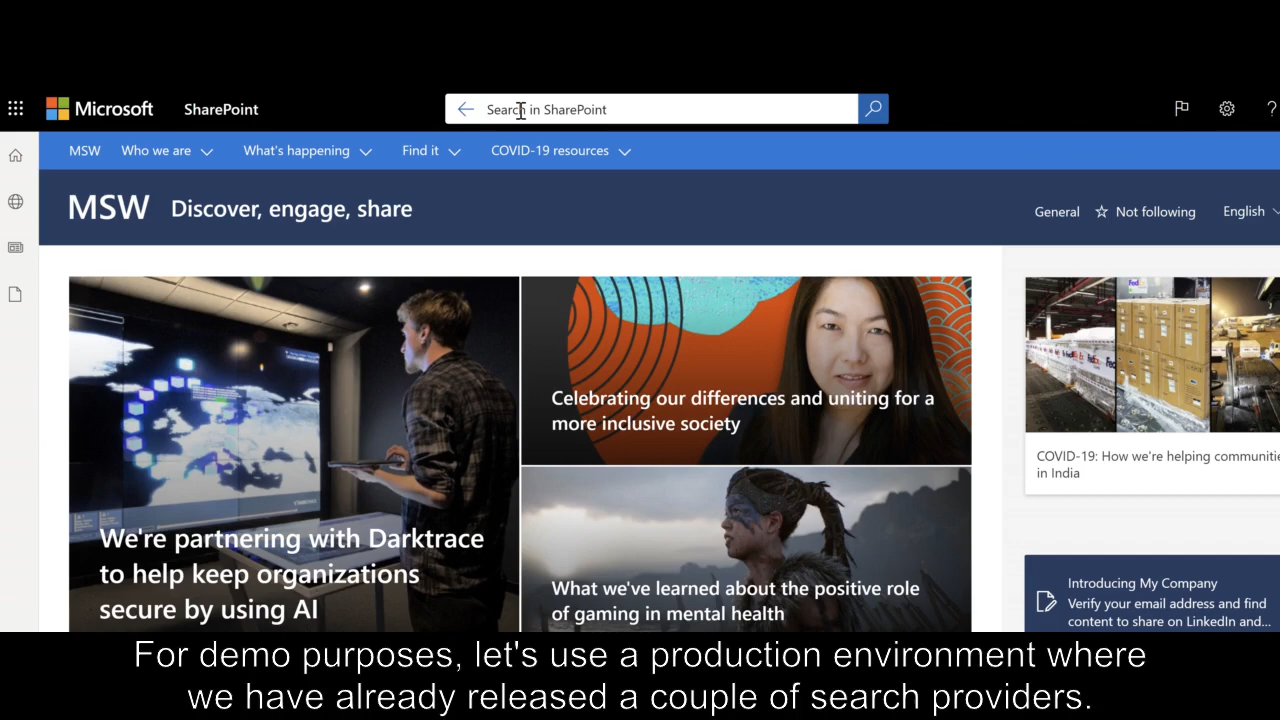 Microsoft SharePoint Search in SharePoint ?
MSW Who we are What's happening Find it COVID-19 resources
MSW Discover, engage, share General Not following English
We're partnering with Darktrace
to help keep organizations
secure by using AI
Celebrating our differences and uniting for a
more inclusive society
What we've learned about the positive role
of gaming in mental health
FedEx
COVID-19: How we're helping communitie
in India
Introducing My Company
Verify your email address and find
content to share on LinkedIn and...
For demo purposes, let's use a production environment where
we have already released a couple of search providers.